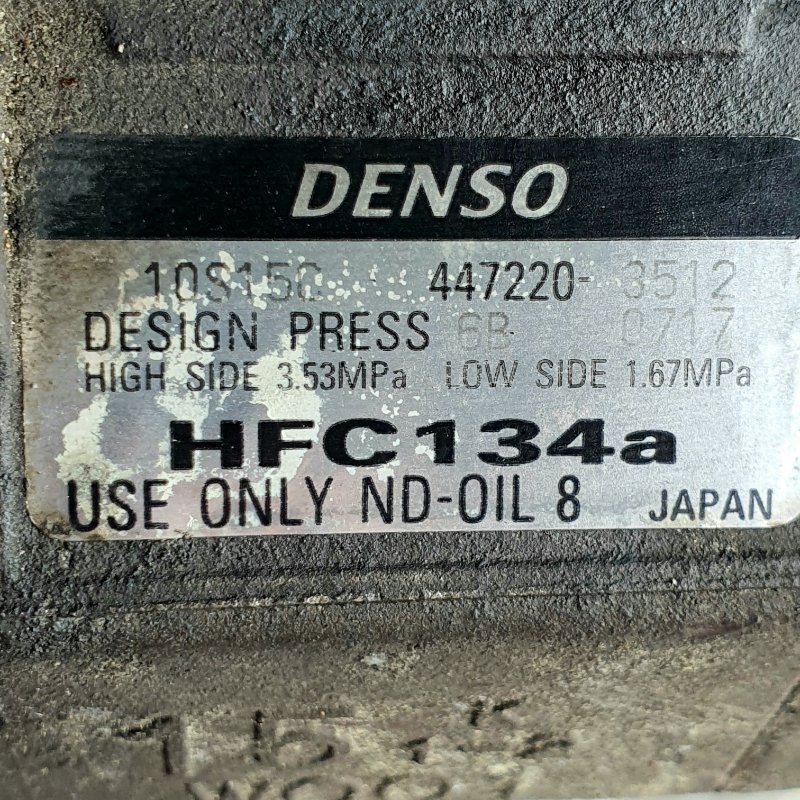 DENSO
10S15C 447220-3512
DESIGN PRESS 6B 0717
HIGH SIDE 3.53MPa LOW SIDE 1.67MPa
HFC134a
USE ONLY ND-OIL 8 JAPAN